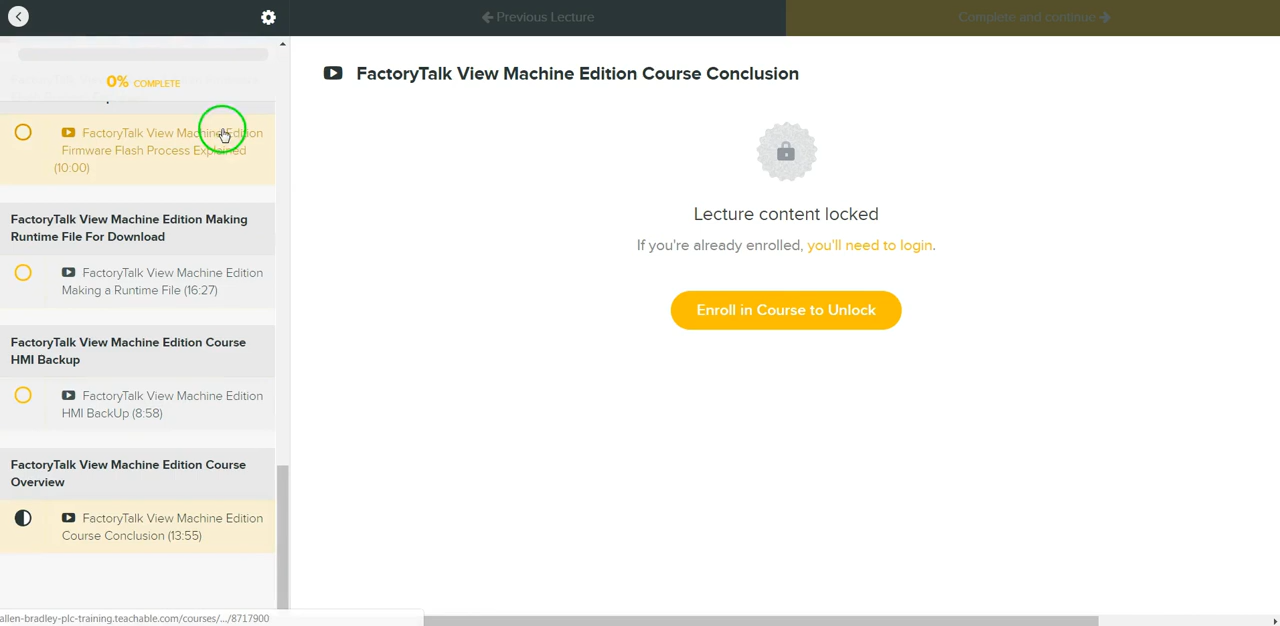 Previous Lecture
Complete and continue
0% COMPLETE
FactoryTalk View Machine Edition
Firmware Flash Process Explained
(10:00)
FactoryTalk View Machine Edition Making
Runtime File For Download
FactoryTalk View Machine Edition
Making a Runtime File (16:27)
FactoryTalk View Machine Edition Course
HMI Backup
FactoryTalk View Machine Edition
HMI BackUp (8:58)
FactoryTalk View Machine Edition Course
Overview
FactoryTalk View Machine Edition
Course Conclusion (13:55)
allen-bradley-plc-training.teachable.com/courses/.../8717900
FactoryTalk View Machine Edition Course Conclusion
Lecture content locked
If you're already enrolled, you'll need to login.
Enroll in Course to Unlock